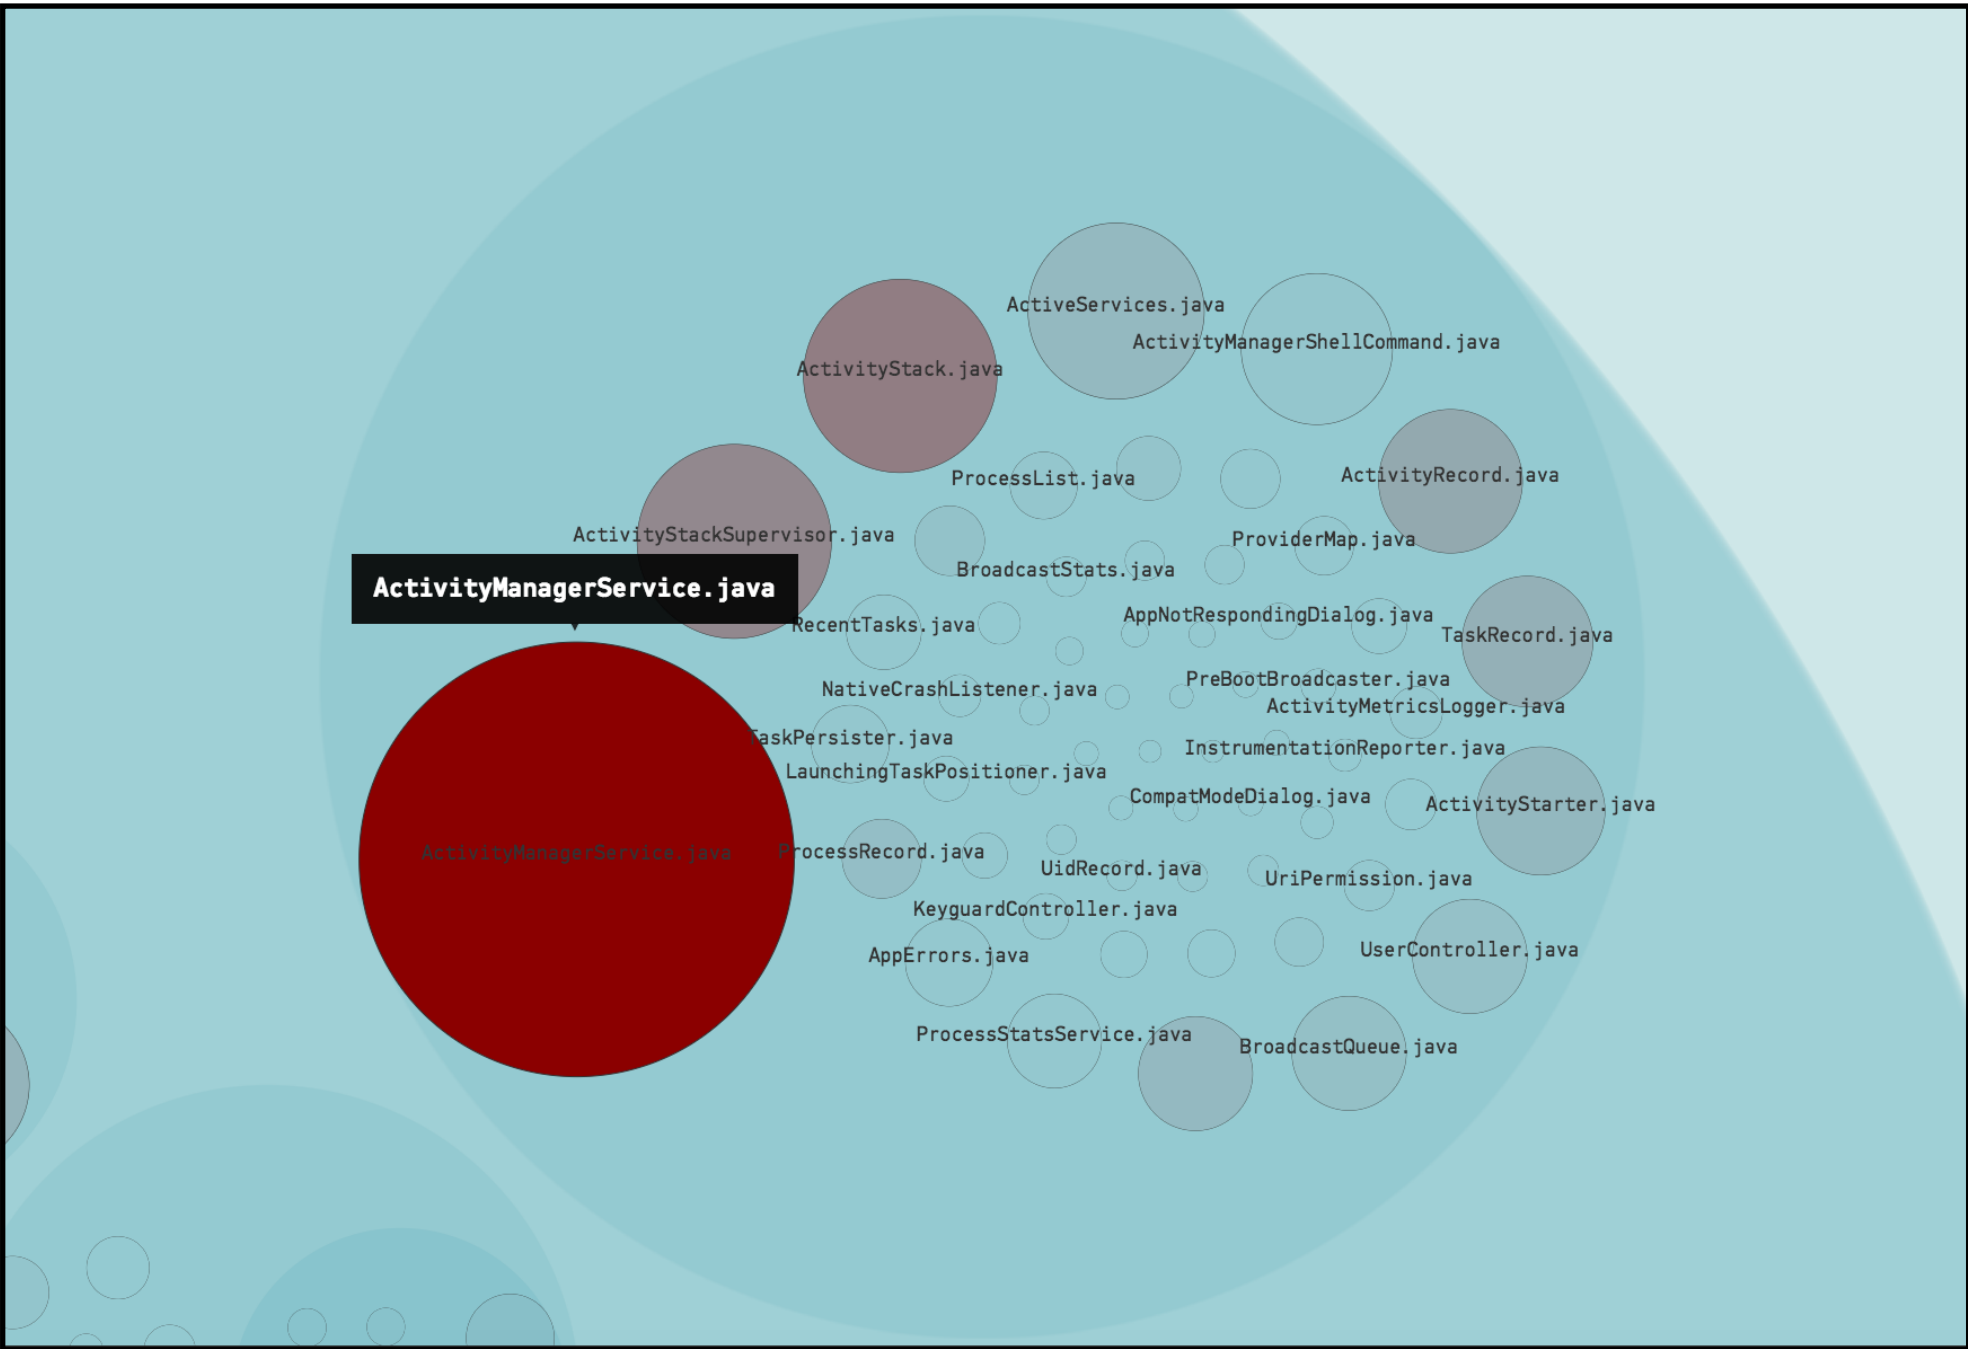 ActiveServices.java
ActivityManagerShellCommand.java
ActivityStack.java
ActivityRecord.java
ProcessList.java
ActivityStackSupervisor.java
ProviderMap.java
BroadcastStats.java
ActivityManagerService.java
AppNotRespondingDialog.java
RecentTasks.java
TaskRecord.java
PreBootBroadcaster.java
NativeCrashListener.java
ActivityMetricsLogger.java
TaskPersister.java
InstrumentationReporter.java
LaunchingTaskPositioner.java
CompatModeDialog.java
ActivityStarter.java
ActivityManagerService.java
ProcessRecord.java
UidRecord.java
UriPermission.java
KeyguardController.java
UserController.java
AppErrors.java
ProcessStatsService.java
BroadcastQueue.java